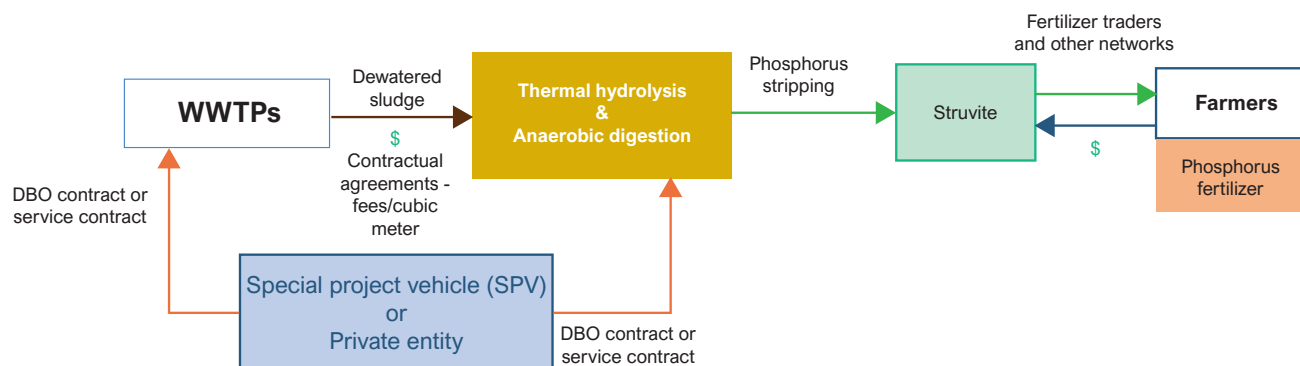 WWTPs
Dewatered
sludge
$
Contractual
agreements -
fees/cubic
meter
Thermal hydrolysis
&
Anaerobic digestion
Phosphorus
stripping
Struvite
Fertilizer traders
and other networks
$
Farmers
Phosphorus
fertilizer
DBO contract or
service contract
Special project vehicle (SPV)
or
Private entity
DBO contract or
service contract